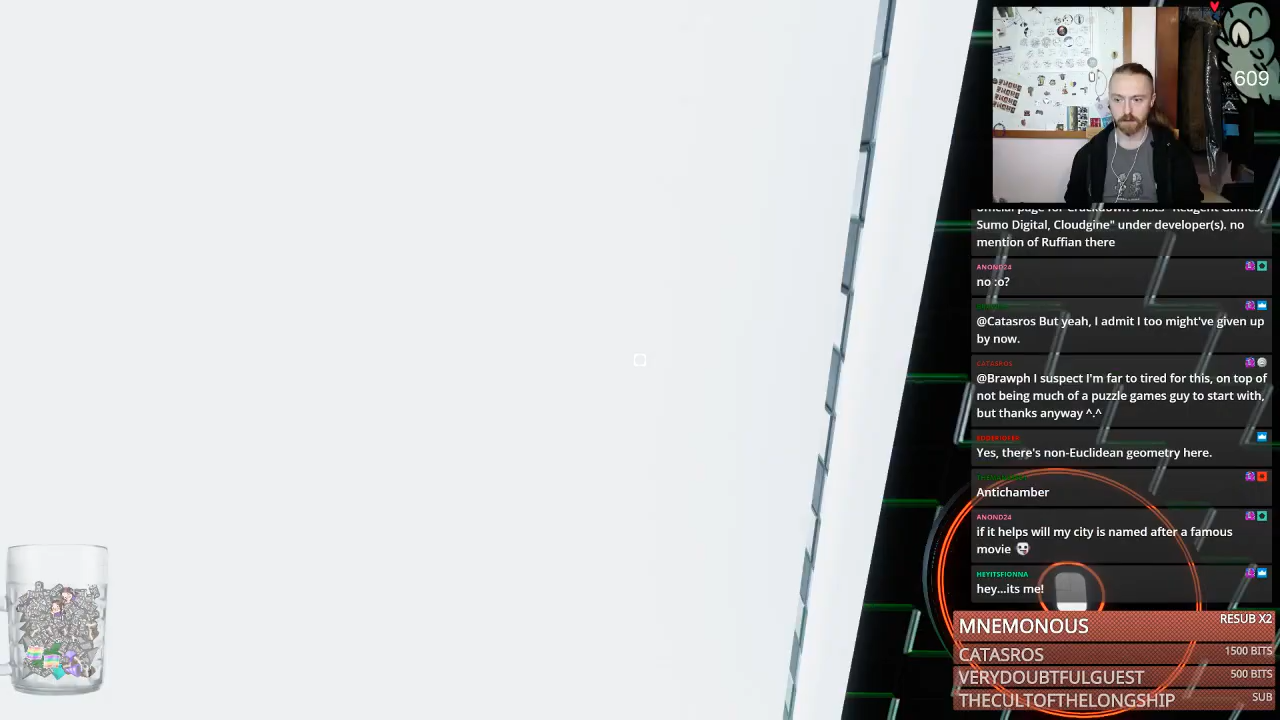 609
Sumo Digital, Cloudgine" under developer(s). no
mention of Ruffian there
ANOND24
no :o?
@Catasros But yeah, I admit I too might've given up
by now.
CATASROS
@Brawph I suspect I'm far to tired for this, on top of
not being much of a puzzle games guy to start with,
but thanks anyway ^.^
Yes, there's non-Euclidean geometry here.
Antichamber
ANOND24
if it helps will my city is named after a famous
movie
HEYITSFIONNA
hey...its me!
MNEMONOUS RESUB X2
CATASROS 1500 BITS
VERYDOUBTFULGUEST 500 BITS
THECULTOFTHELONGSHIP SUB